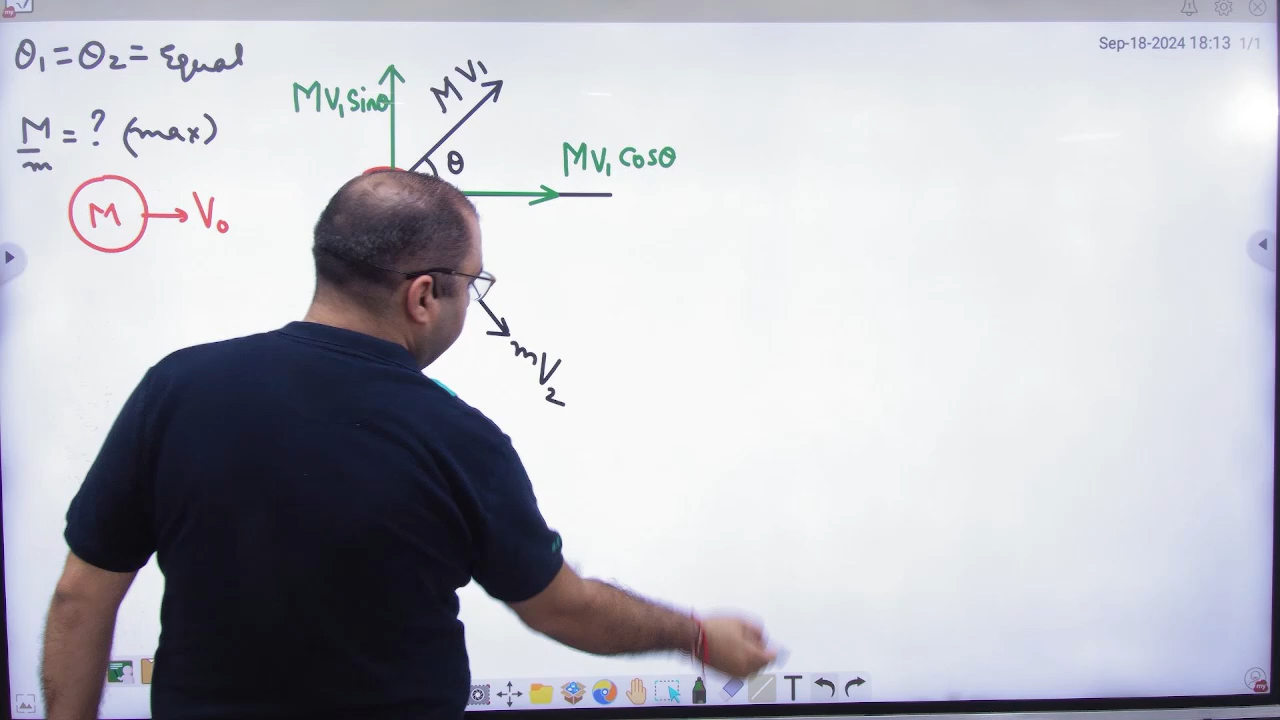 θ₁ = θ₂ = Equal
M/m = ? (max)
M → V₀
MV₁ sinθ
MV₁
θ
MV₁ cosθ
mV₂
Sep-18-2024 18:13 1/1
T